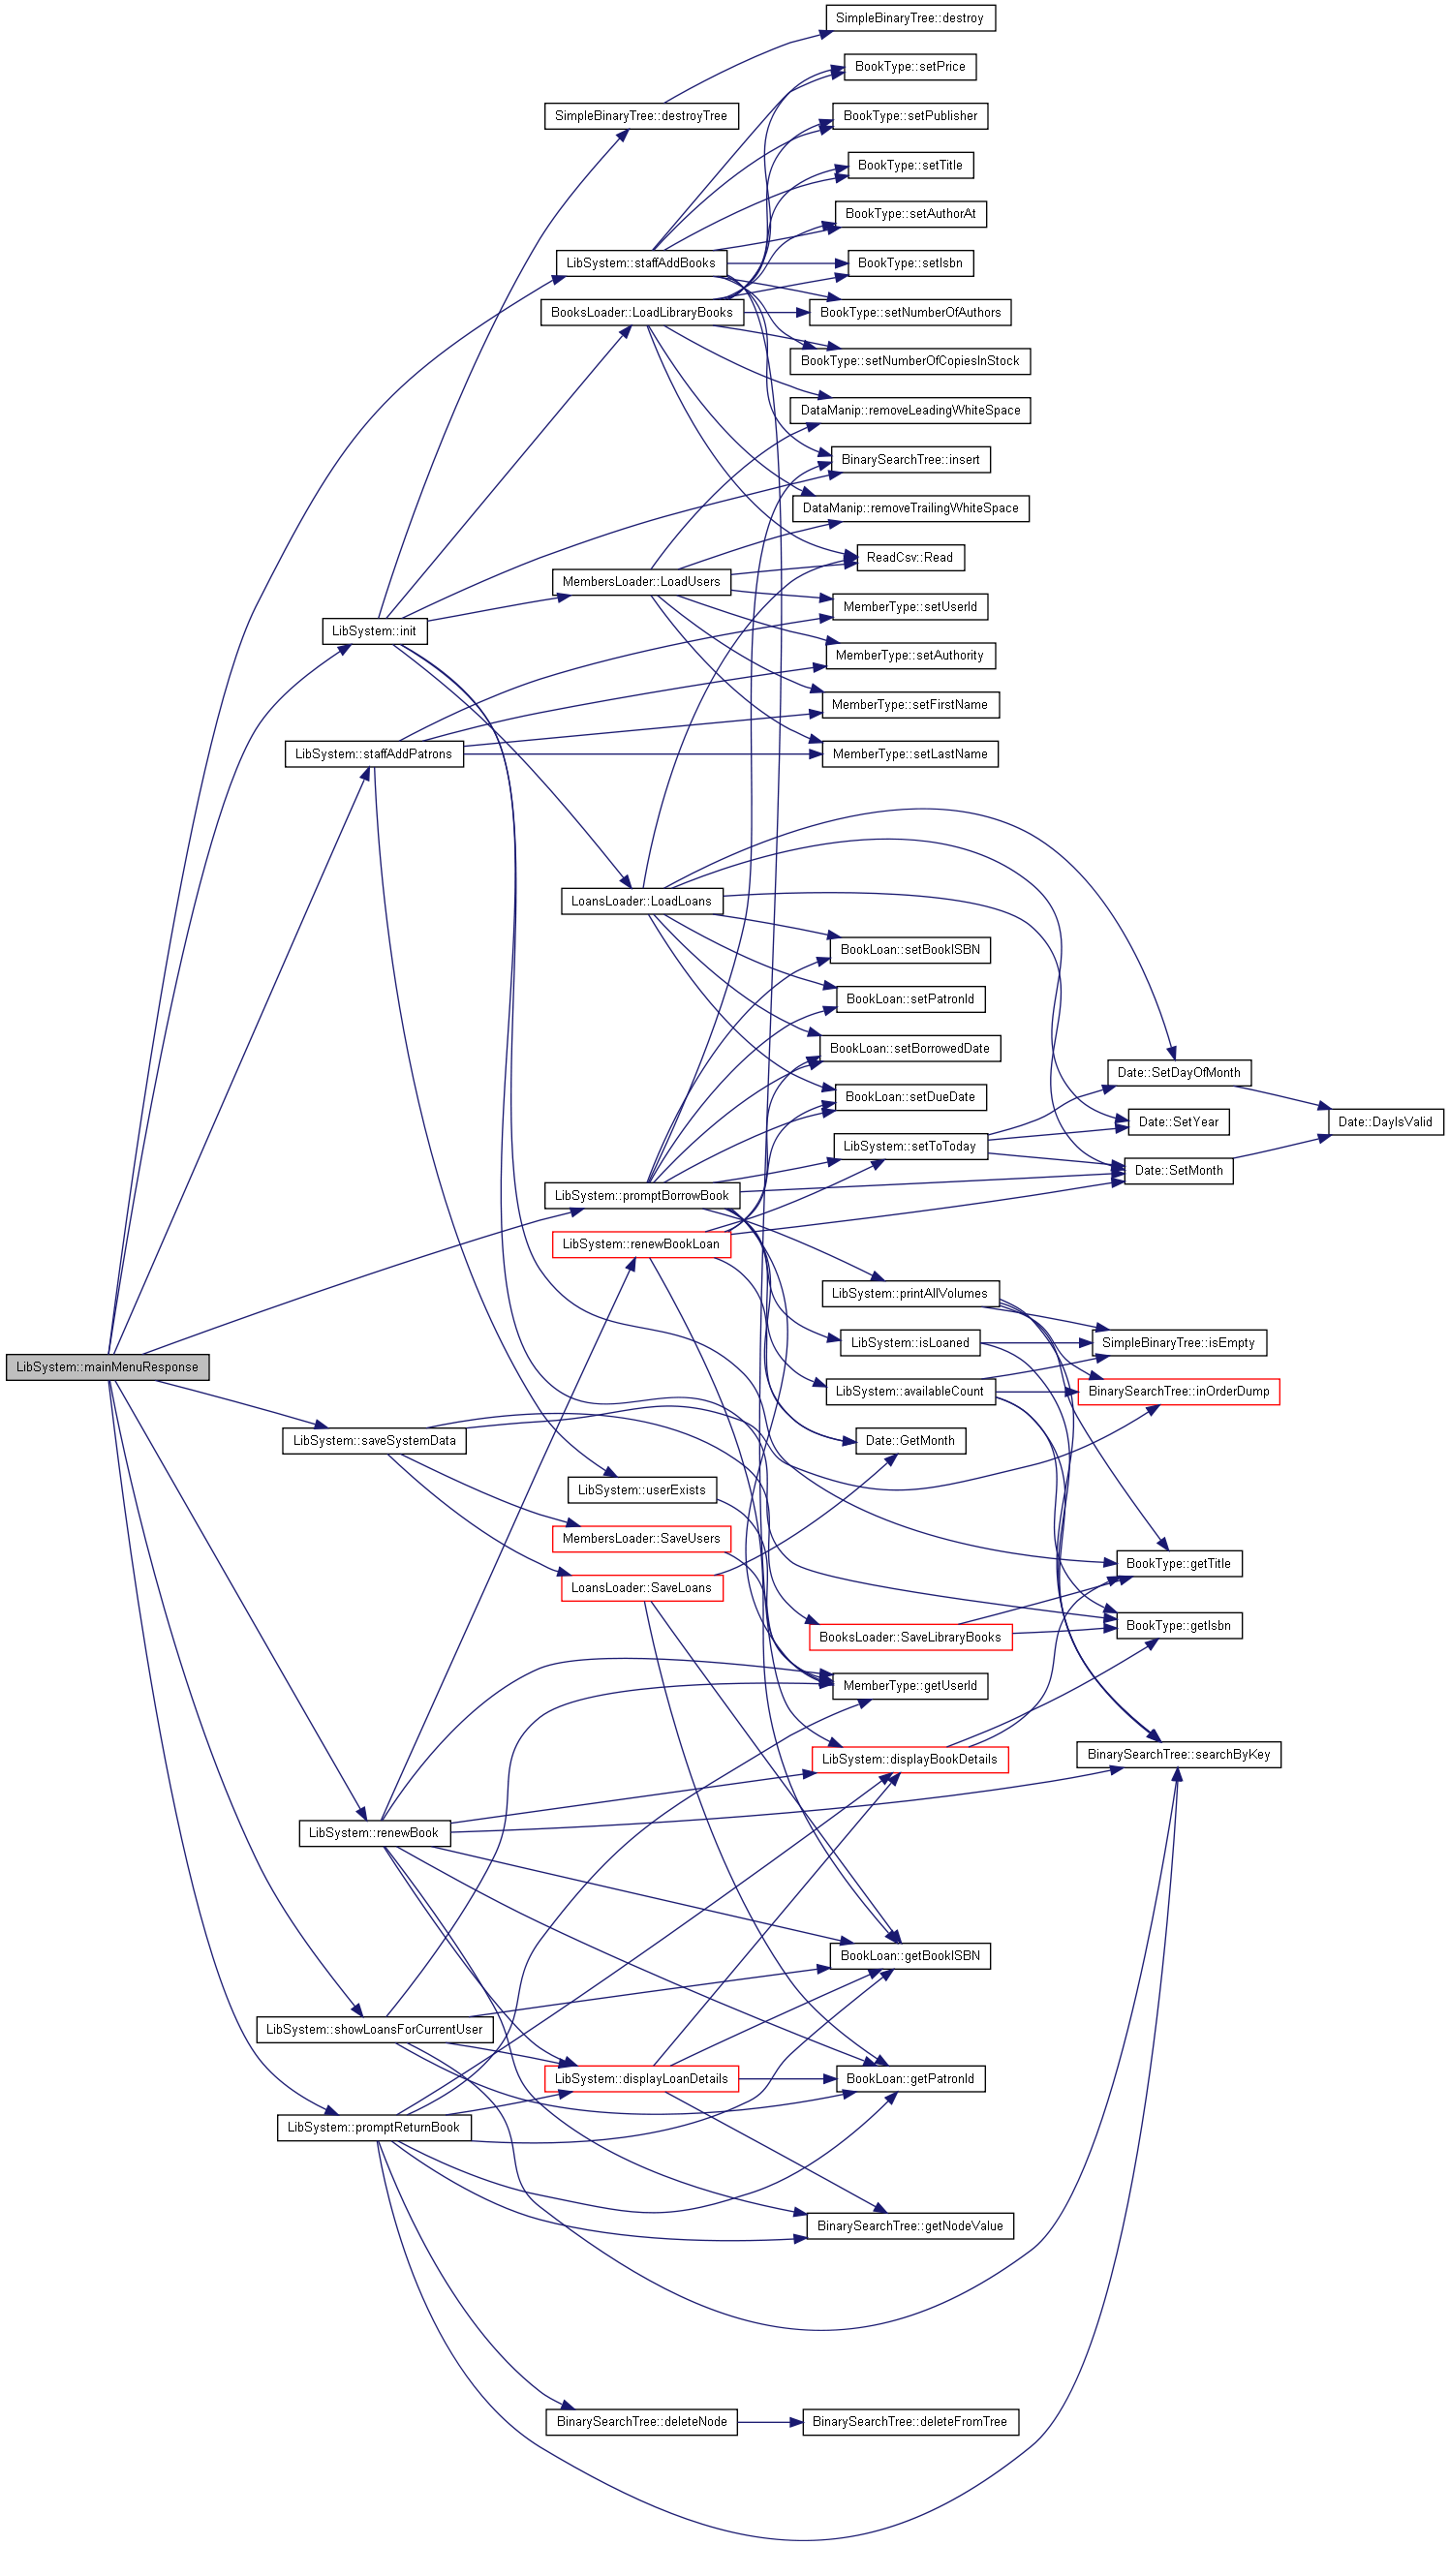 SimpleBinaryTree::destroy
BookType::setPrice
SimpleBinaryTree::destroyTree
BookType::setPublisher
BookType::setTitle
BookType::setAuthorAt
LibSystem::staffAddBooks
BookType::setIsbn
BooksLoader::LoadLibraryBooks
BookType::setNumberOfAuthors
BookType::setNumberOfCopiesInStock
DataManip::removeLeadingWhiteSpace
BinarySearchTree::insert
DataManip::removeTrailingWhiteSpace
ReadCsv::Read
MembersLoader::LoadUsers
MemberType::setUserId
LibSystem::init
MemberType::setAuthority
MemberType::setFirstName
LibSystem::staffAddPatrons
MemberType::setLastName
LoansLoader::LoadLoans
BookLoan::setBookISBN
BookLoan::setPatronId
BookLoan::setBorrowedDate
Date::SetDayOfMonth
BookLoan::setDueDate
Date::SetYear
Date::DayIsValid
LibSystem::setToToday
Date::SetMonth
LibSystem::promptBorrowBook
LibSystem::renewBookLoan
LibSystem::printAllVolumes
LibSystem::isLoaned
SimpleBinaryTree::isEmpty
LibSystem::mainMenuResponse
LibSystem::availableCount
BinarySearchTree::inOrderDump
LibSystem::saveSystemData
Date::GetMonth
LibSystem::userExists
MembersLoader::SaveUsers
BookType::getTitle
LoansLoader::SaveLoans
BookType::getIsbn
BooksLoader::SaveLibraryBooks
MemberType::getUserId
LibSystem::displayBookDetails
BinarySearchTree::searchByKey
LibSystem::renewBook
BookLoan::getBookISBN
LibSystem::showLoansForCurrentUser
LibSystem::displayLoanDetails
BookLoan::getPatronId
LibSystem::promptReturnBook
BinarySearchTree::getNodeValue
BinarySearchTree::deleteNode
BinarySearchTree::deleteFromTree